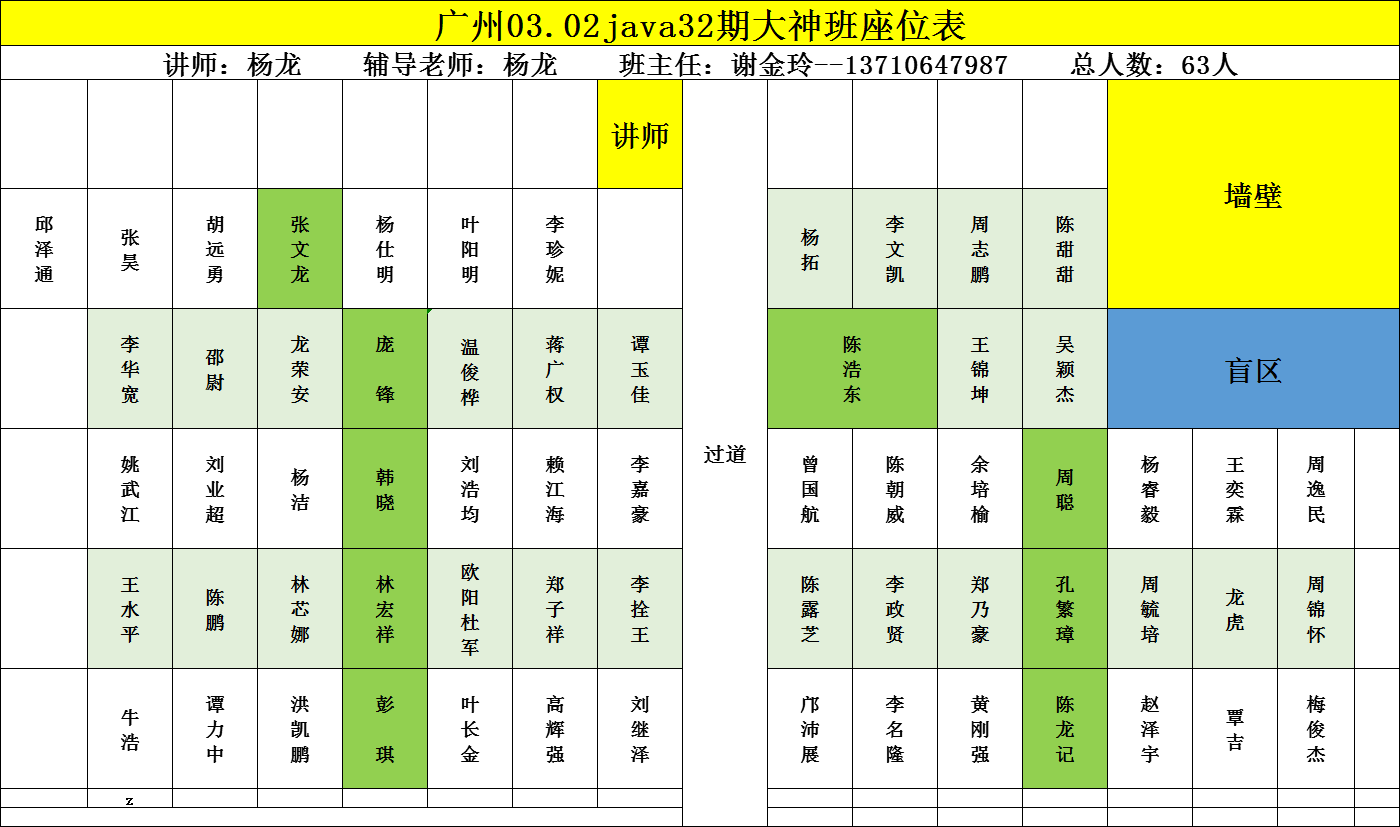 广州03.02java32期大神班座位表
讲师：杨龙 辅导老师：杨龙 班主任：谢金玲--13710647987 总人数：63人
讲师
墙壁
邱泽通 张昊 胡远勇 张文龙 杨仕明 叶阳明 李珍妮 杨拓 李文凯 周志鹏 陈甜甜
李华宽 邵尉 龙荣安 庞锋 温俊桦 蒋广权 谭玉佳 陈浩东 王锦坤 吴颖杰 盲区
过道
姚武江 刘业超 杨洁 韩晓 刘浩均 赖江海 李嘉豪 曾国航 陈朝威 余培榆 周聪 杨睿毅 王奕霖 周逸民
王水平 陈鹏 林芯娜 林宏祥 欧阳杜军 郑子祥 李拴王 陈露芝 李政贤 郑乃豪 孔繁璋 周毓培 龙虎 周锦怀
牛浩 谭力中 洪凯鹏 彭琪 叶长金 高辉强 刘继泽 邝沛展 李名隆 黄刚强 陈龙记 赵泽宇 覃吉 梅俊杰
z